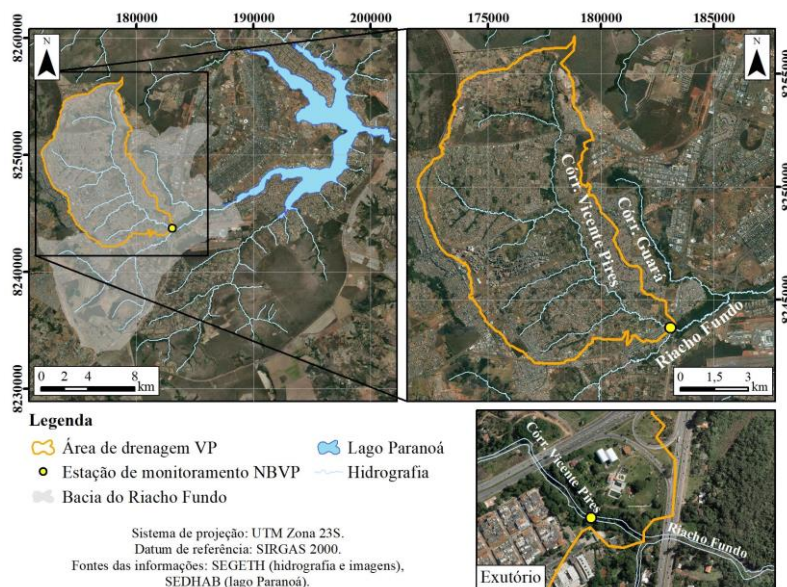 180000 190000 200000
8260000
8250000
8240000
8230000
N
0 2 4 8
km
175000 180000 185000
8255000
8250000
8245000
N
Córr. Vicente Pires
Córr. Guará
Riacho Fundo
0 1,5 3
km
Legenda
Área de drenagem VP
Lago Paranoá
Estação de monitoramento NBVP
Hidrografia
Bacia do Riacho Fundo
Sistema de projeção: UTM Zona 23S.
Datum de referência: SIRGAS 2000.
Fontes das informações: SEGETH (hidrografia e imagens),
SEDHAB (lago Paranoá).
Córr. Vicente Pires
Riacho Fundo
Exutório